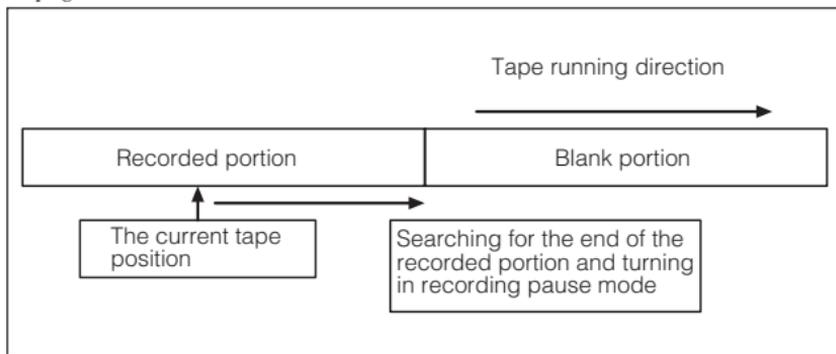 Tape running direction
Recorded portion
Blank portion
The current tape
position
Searching for the end of the
recorded portion and turning
in recording pause mode